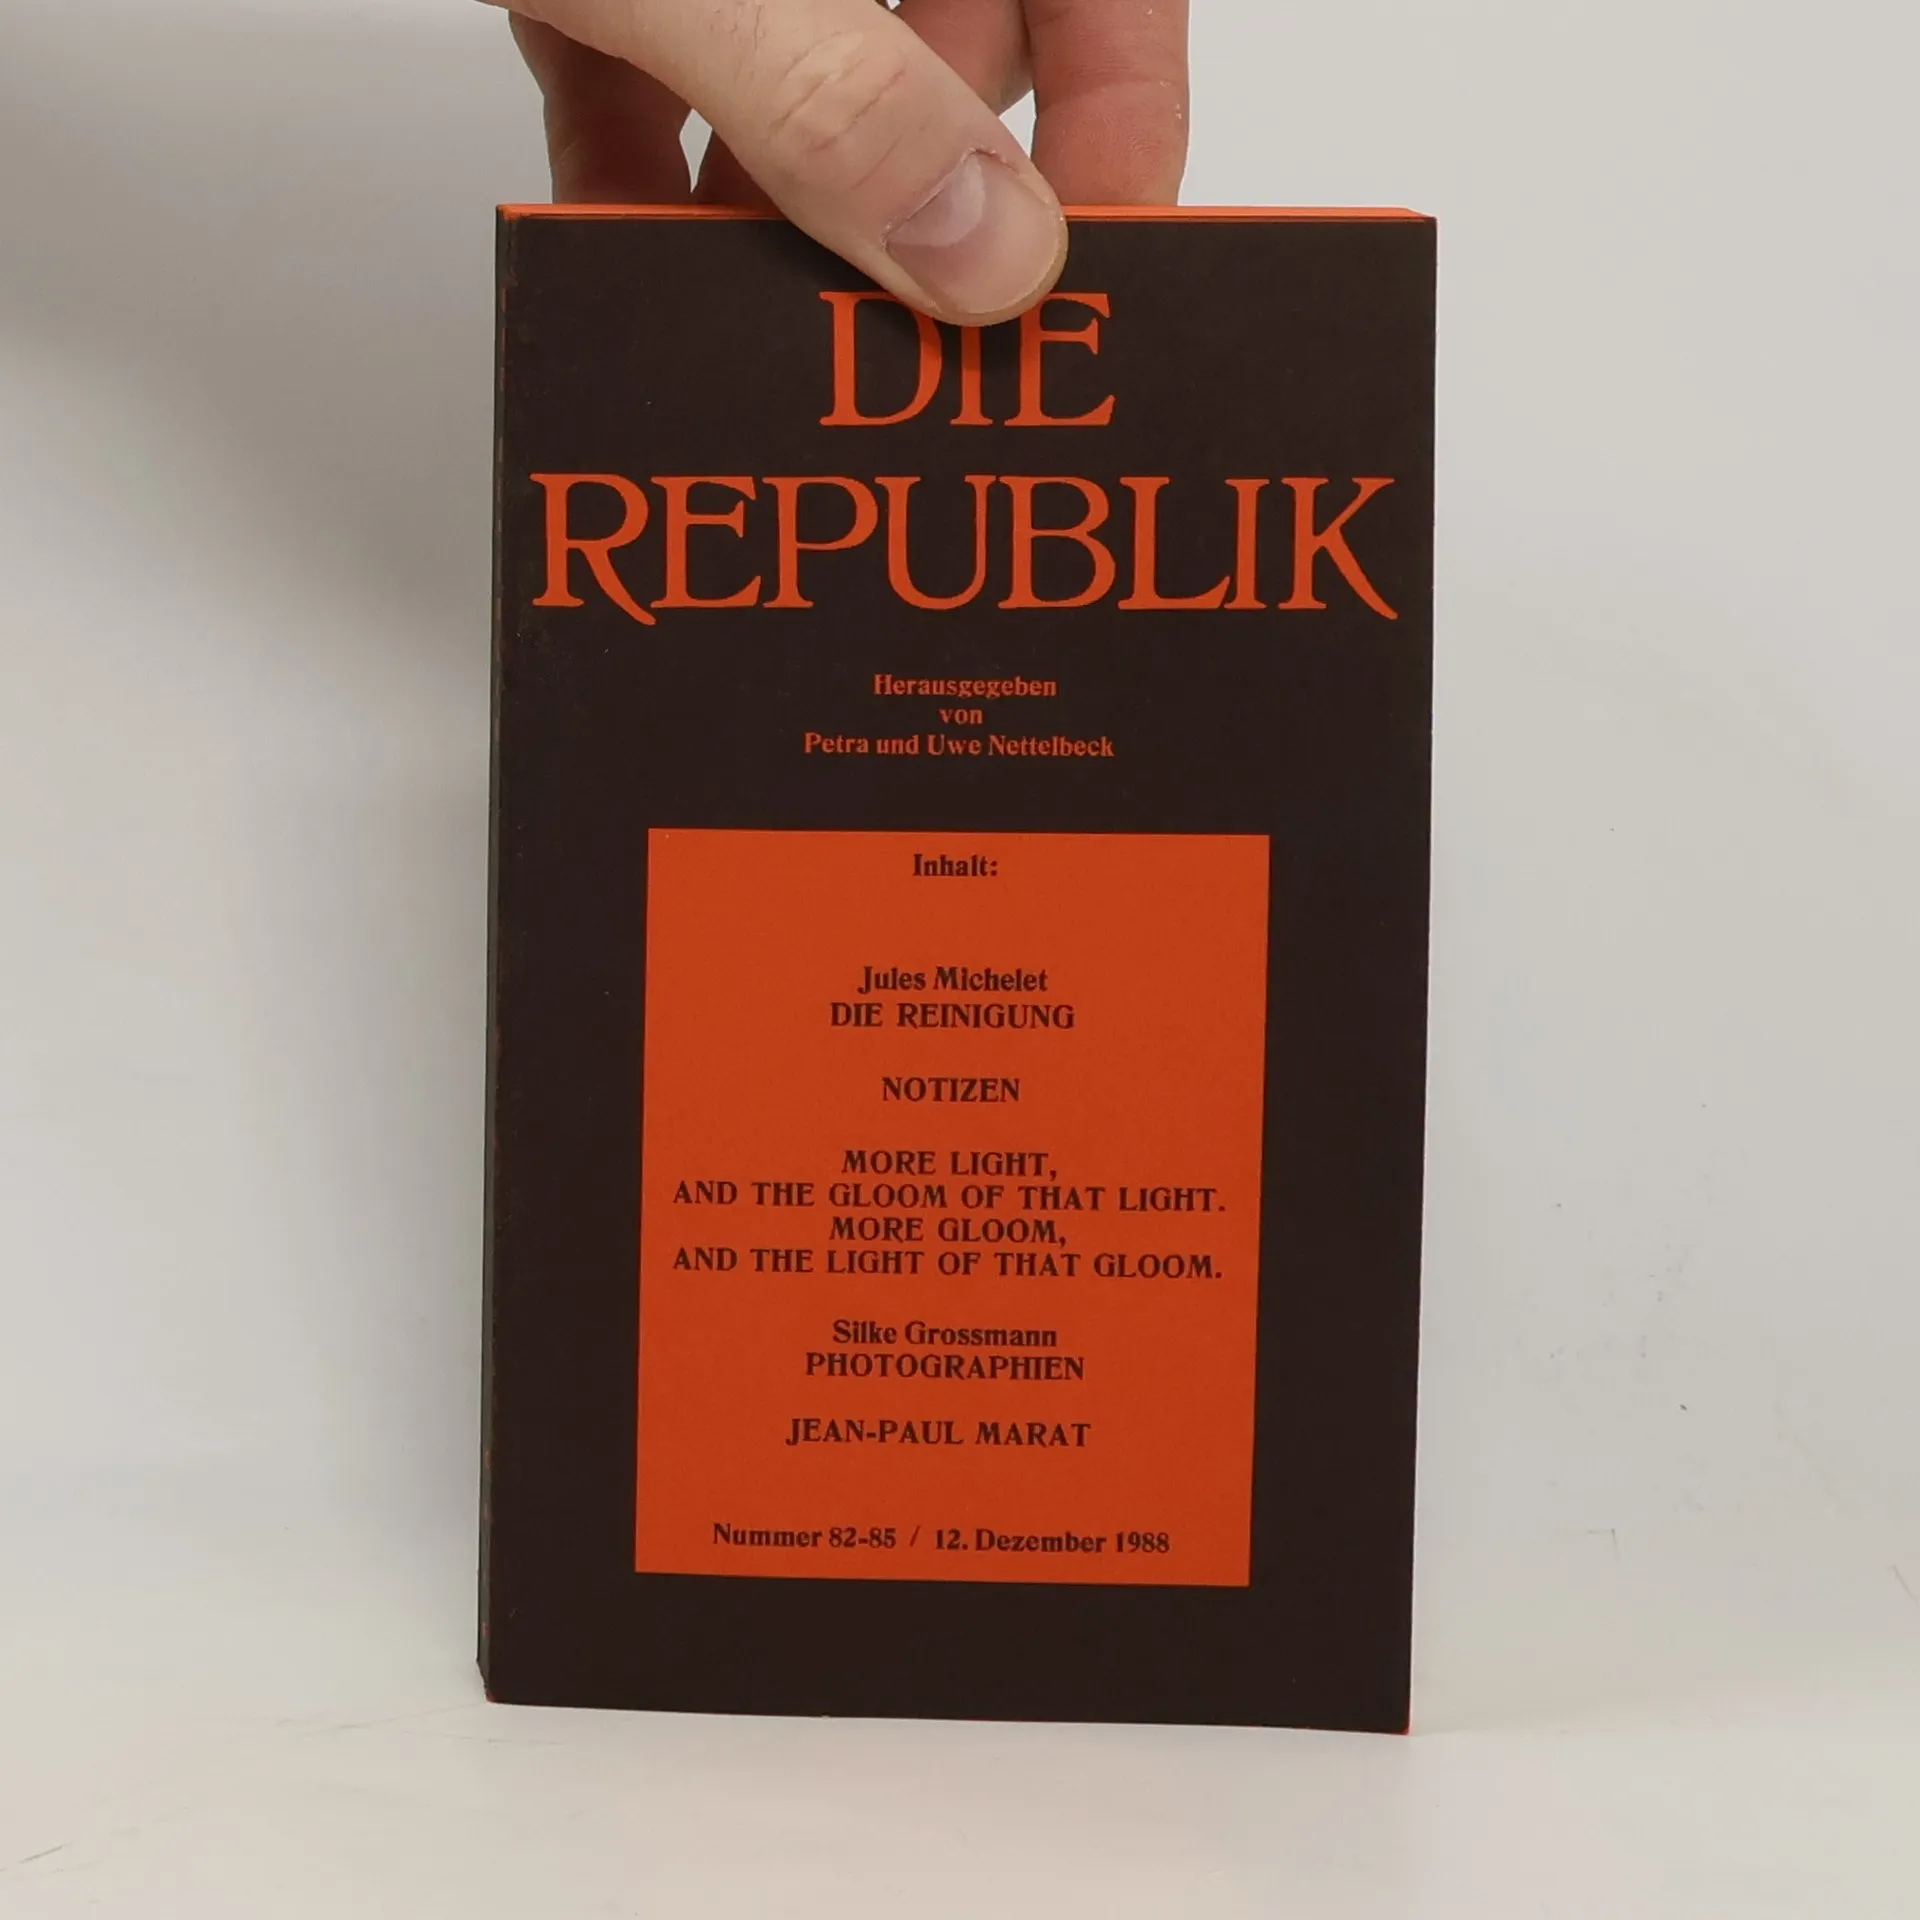 DIE
REPUBLIK
Herausgegeben
von
Petra und Uwe Nettelbeck
Inhalt:
Jules Michelet
DIE REINIGUNG
NOTIZEN
MORE LIGHT,
AND THE GLOOM OF THAT LIGHT.
MORE GLOOM,
AND THE LIGHT OF THAT GLOOM.
Silke Grossmann
PHOTOGRAPHIEN
JEAN-PAUL MARAT
Nummer 82-85 / 12. Dezember 1988